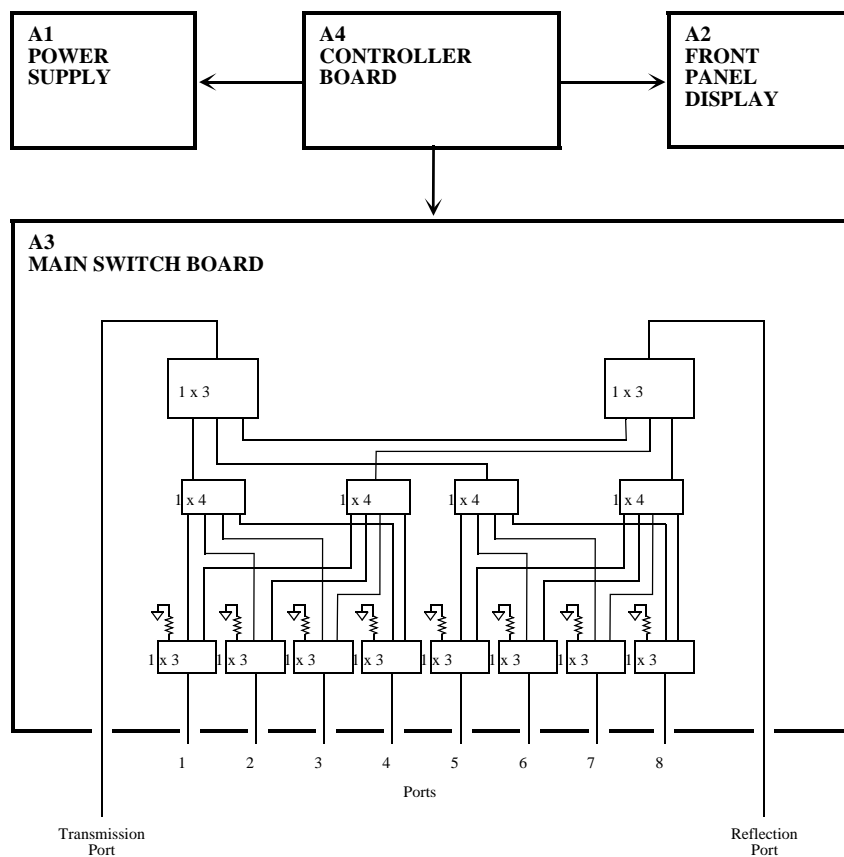 A1
POWER
SUPPLY
A4
CONTROLLER
BOARD
A2
FRONT
PANEL
DISPLAY
A3
MAIN SWITCH BOARD
1 x 3
1 x 3
1 x 4
1 x 4
1 x 4
1 x 4
1 x 3
1 x 3
1 x 3
1 x 3
1 x 3
1 x 3
1 x 3
1 x 3
1 2 3 4 5 6 7 8
Ports
Transmission
Port
Reflection
Port